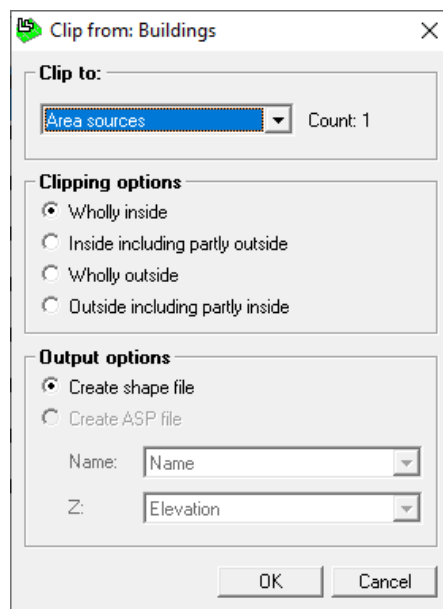 Clip from: Buildings
Clip to:
Area sources Count: 1
Clipping options
Wholly inside
Inside including partly outside
Wholly outside
Outside including partly inside
Output options
Create shape file
Create ASP file
Name: Name
Z: Elevation
OK Cancel